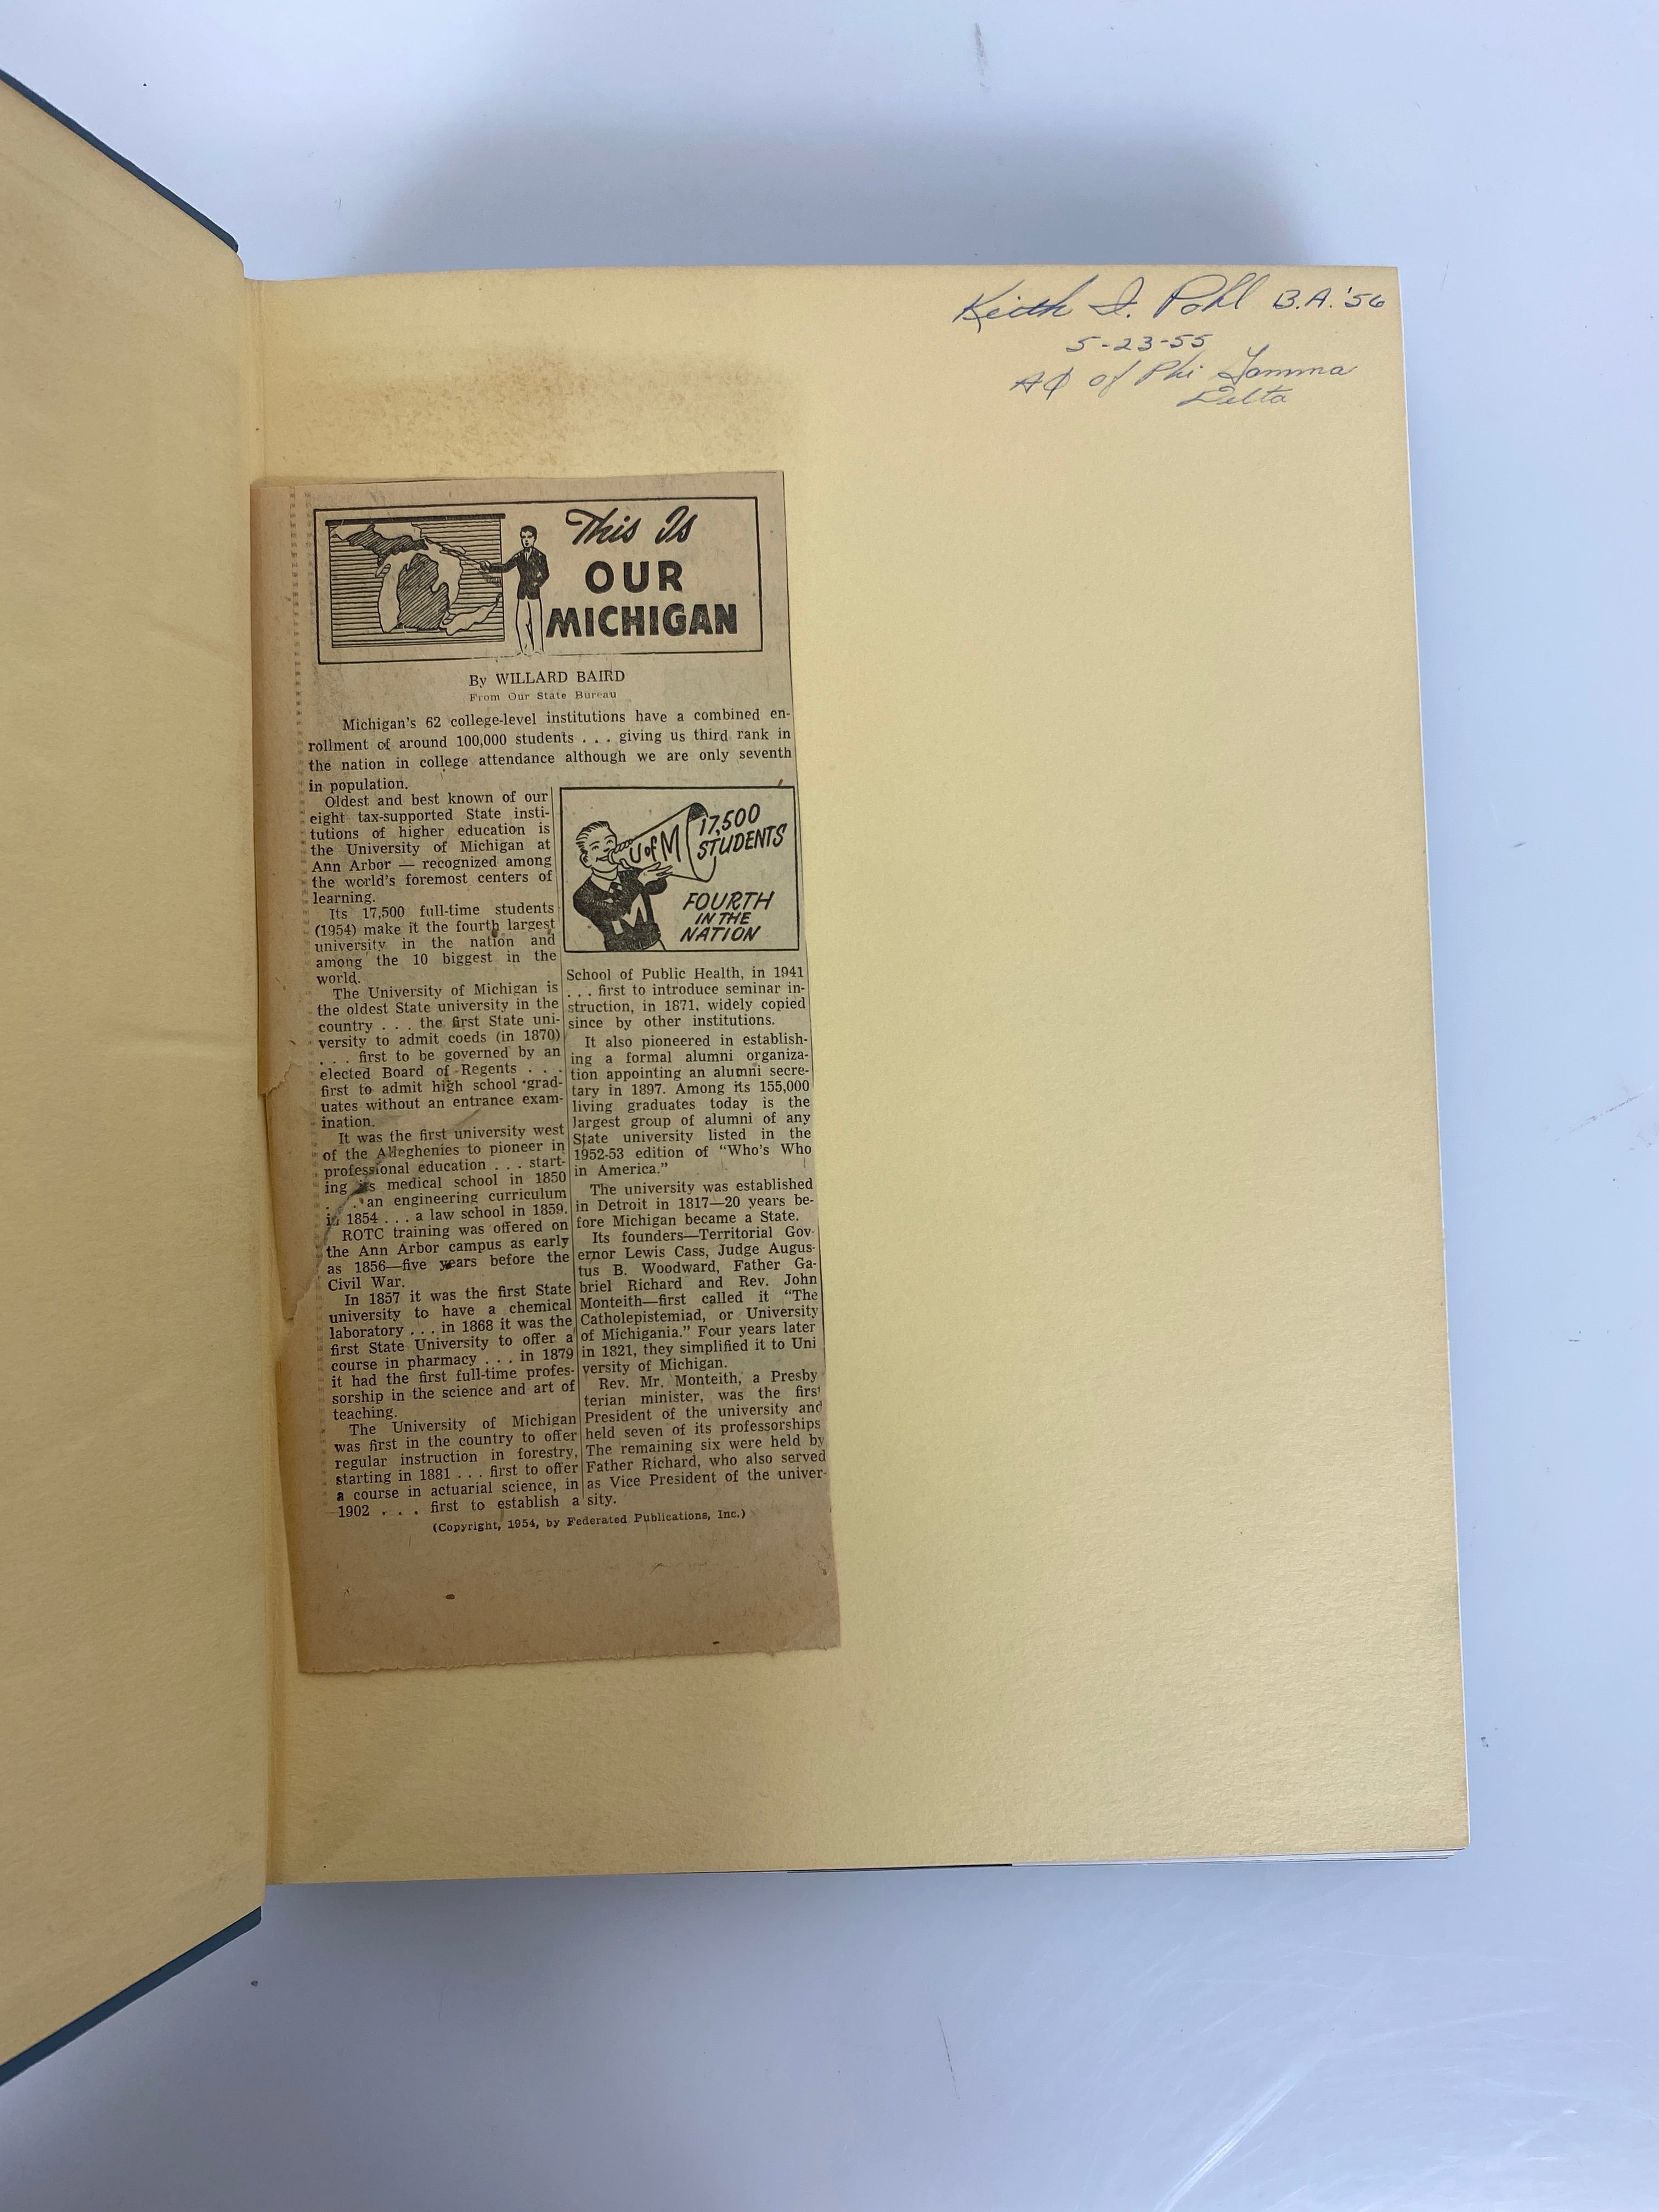 Keith I. Pohl B.A. '56
5-23-55
AΦ of Phi Gamma
Delta
This Is
OUR
MICHIGAN
By WILLARD BAIRD
From Our State Bureau
Michigan's 62 college-level institutions have a combined en-
rollment of around 100,000 students . . . giving us third rank in
the nation in college attendance although we are only seventh
in population.
Oldest and best known of our
eight tax-supported State insti-
tutions of higher education is
the University of Michigan at
Ann Arbor — recognized among
the world's foremost centers of
learning.
Its 17,500 full-time students
(1954) make it the fourth largest
university in the nation and
among the 10 biggest in the
world.
The University of Michigan is
the oldest State university in the
country . . . the first State uni-
versity to admit coeds (in 1870)
. . . first to be governed by an
elected Board of Regents . . .
first to admit high school grad-
uates without an entrance exam-
ination.
It was the first university west
of the Alleghenies to pioneer in
professional education . . . start-
ing its medical school in 1850
. . . an engineering curriculum
in 1854 . . . a law school in 1859.
ROTC training was offered on
the Ann Arbor campus as early
as 1856—five years before the
Civil War.
In 1857 it was the first State
university to have a chemical
laboratory . . . in 1868 it was the
first State University to offer a
course in pharmacy . . . in 1879
it had the first full-time profes-
sorship in the science and art of
teaching.
The University of Michigan
was first in the country to offer
regular instruction in forestry,
starting in 1881 . . . first to offer
a course in actuarial science, in
1902 . . . first to establish a
U of M
17,500
STUDENTS
FOURTH
IN THE
NATION
M
School of Public Health, in 1941
. . . first to introduce seminar in-
struction, in 1871, widely copied
since by other institutions.
It also pioneered in establish-
ing a formal alumni organiza-
tion appointing an alumni secre-
tary in 1897. Among its 155,000
living graduates today is the
largest group of alumni of any
State university listed in the
1952-53 edition of "Who's Who
in America."
The university was established
in Detroit in 1817—20 years be-
fore Michigan became a State.
Its founders—Territorial Gov-
ernor Lewis Cass, Judge Augus-
tus B. Woodward, Father Ga-
briel Richard and Rev. John
Monteith—first called it "The
Catholepistemiad, or University
of Michigania." Four years later
in 1821, they simplified it to Uni
versity of Michigan.
Rev. Mr. Monteith, a Presby
terian minister, was the first
President of the university and
held seven of its professorships
The remaining six were held by
Father Richard, who also served
as Vice President of the univer-
sity.
(Copyright, 1954, by Federated Publications, Inc.)